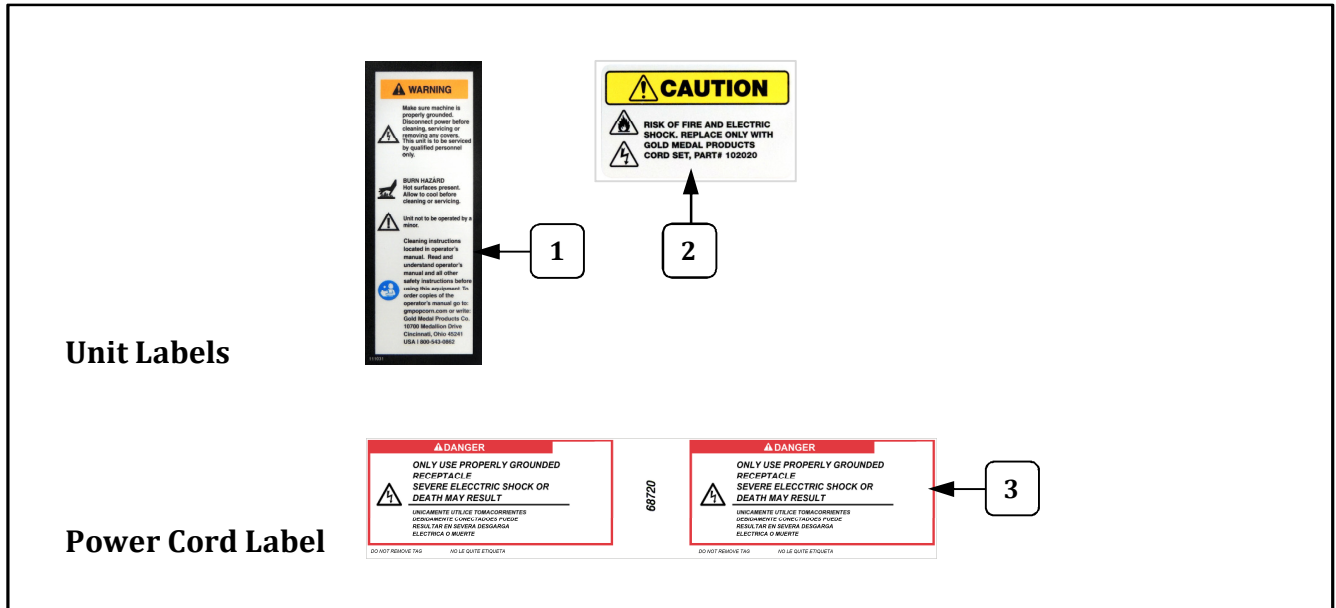 WARNING
Make sure machine is
properly grounded.
Disconnect power before
cleaning, servicing or
removing any covers.
This unit is to be serviced
by qualified personnel
only.
BURN HAZARD
Hot surfaces present.
Allow to cool before
cleaning or servicing.
Unit not to be operated by a
minor.
Cleaning instructions
located in operator's
manual. Read and
understand operator's
manual and all other
safety instructions before
using this equipment. To
order copies of the
operator's manual go to:
gmpopcorn.com or write:
Gold Medal Products Co.
10700 Medallion Drive
Cincinnati, Ohio 45241
USA | 800-543-0862
CAUTION
RISK OF FIRE AND ELECTRIC
SHOCK. REPLACE ONLY WITH
GOLD MEDAL PRODUCTS
CORD SET, PART# 102020
1
2
Unit Labels
DANGER
ONLY USE PROPERLY GROUNDED
RECEPTACLE
SEVERE ELECCTRIC SHOCK OR
DEATH MAY RESULT
UNICAMENTE UTILICE TOMACORRIENTES
DEBIDAMENTE CONECTADOES PUEDE
RESULTAR EN SEVERA DESGARGA
ELECTRICA O MUERTE
DO NOT REMOVE TAG NO LE QUITE ETIQUETA
68720
DANGER
ONLY USE PROPERLY GROUNDED
RECEPTACLE
SEVERE ELECCTRIC SHOCK OR
DEATH MAY RESULT
UNICAMENTE UTILICE TOMACORRIENTES
DEBIDAMENTE CONECTADOES PUEDE
RESULTAR EN SEVERA DESGARGA
ELECTRICA O MUERTE
DO NOT REMOVE TAG NO LE QUITE ETIQUETA
3
Power Cord Label